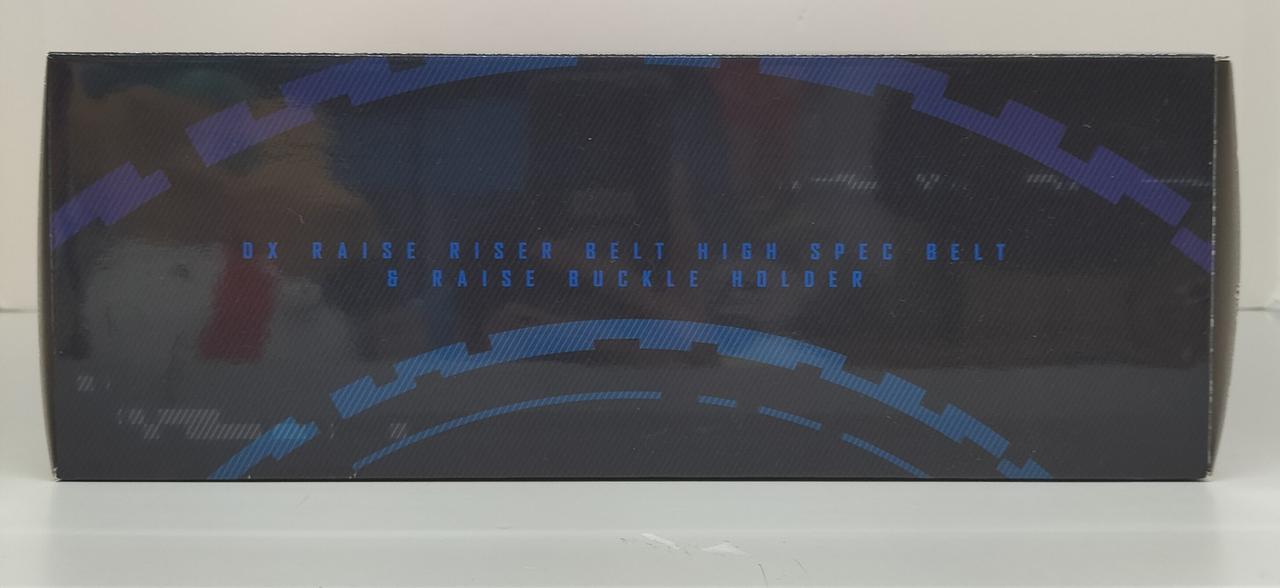 DX RAISE RISER BELT HIGH SPEC BELT
& RAISE BUCKLE HOLDER